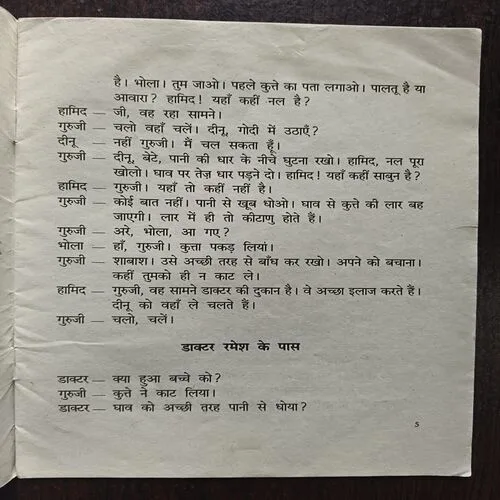 है। भोला। तुम जाओ। पहले कुत्ते का पता लगाओ। पालतू है या
आवारा? हामिद! यहाँ कहीं नल है?
हामिद — जी, वह रहा सामने।
गुरुजी — चलो वहाँ चलें। दीनू, गोदी में उठाएँ?
दीनू — नहीं गुरुजी। मैं चल सकता हूँ।
गुरुजी — दीनू, बेटे, पानी की धार के नीचे घुटना रखो। हामिद, नल पूरा
खोलो। घाव पर तेज़ धार पड़ने दो। हामिद! यहाँ कहीं साबुन है?
हामिद — गुरुजी। यहाँ तो कहीं नहीं है।
गुरुजी — कोई बात नहीं। पानी से खूब धोओ। घाव से कुत्ते की लार बह
जाएगी। लार में ही तो कीटाणु होते हैं।
गुरुजी — अरे, भोला, आ गए?
भोला — हाँ, गुरुजी। कुत्ता पकड़ लिया।
गुरुजी — शाबाश। उसे अच्छी तरह से बाँध कर रखो। अपने को बचाना।
कहीं तुमको ही न काट ले।
हामिद — गुरुजी, वह सामने डाक्टर की दुकान है। वे अच्छा इलाज करते हैं।
दीनू को वहाँ ले चलते हैं।
गुरुजी — चलो, चलें।
डाक्टर रमेश के पास
डाक्टर — क्या हुआ बच्चे को?
गुरुजी — कुत्ते ने काट लिया।
डाक्टर — घाव को अच्छी तरह पानी से धोया?
5